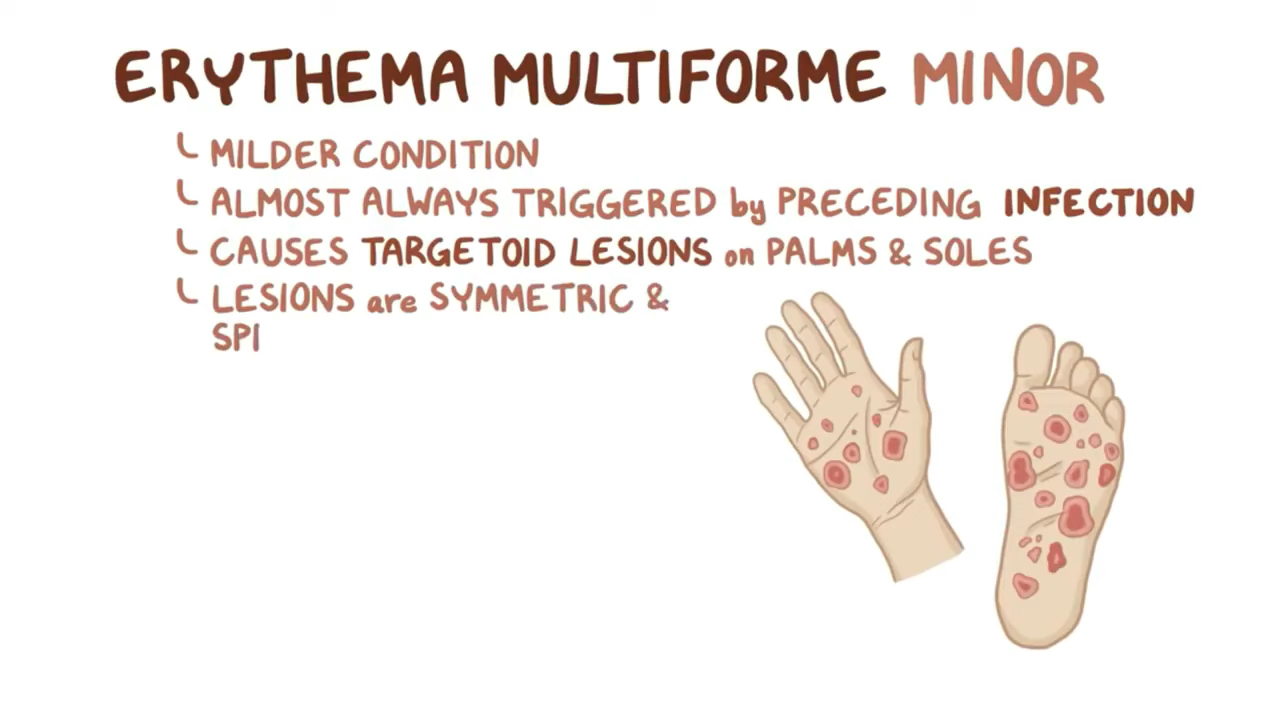 ERYTHEMA MULTIFORME MINOR
MILDER CONDITION
ALMOST ALWAYS TRIGGERED by PRECEDING INFECTION
CAUSES TARGETOID LESIONS on PALMS & SOLES
LESIONS are SYMMETRIC &
SPI